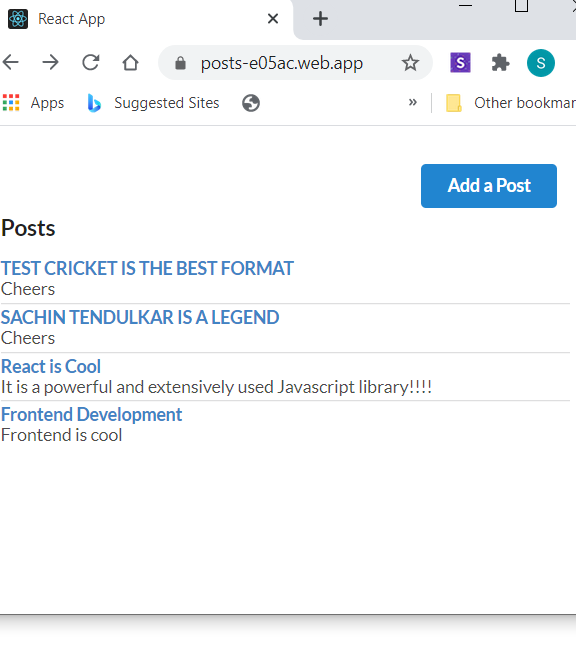 React App
posts-e05ac.web.app
S
S
Apps
Suggested Sites
»
Other bookmar
Add a Post
Posts
TEST CRICKET IS THE BEST FORMAT
Cheers
SACHIN TENDULKAR IS A LEGEND
Cheers
React is Cool
It is a powerful and extensively used Javascript library!!!!
Frontend Development
Frontend is cool